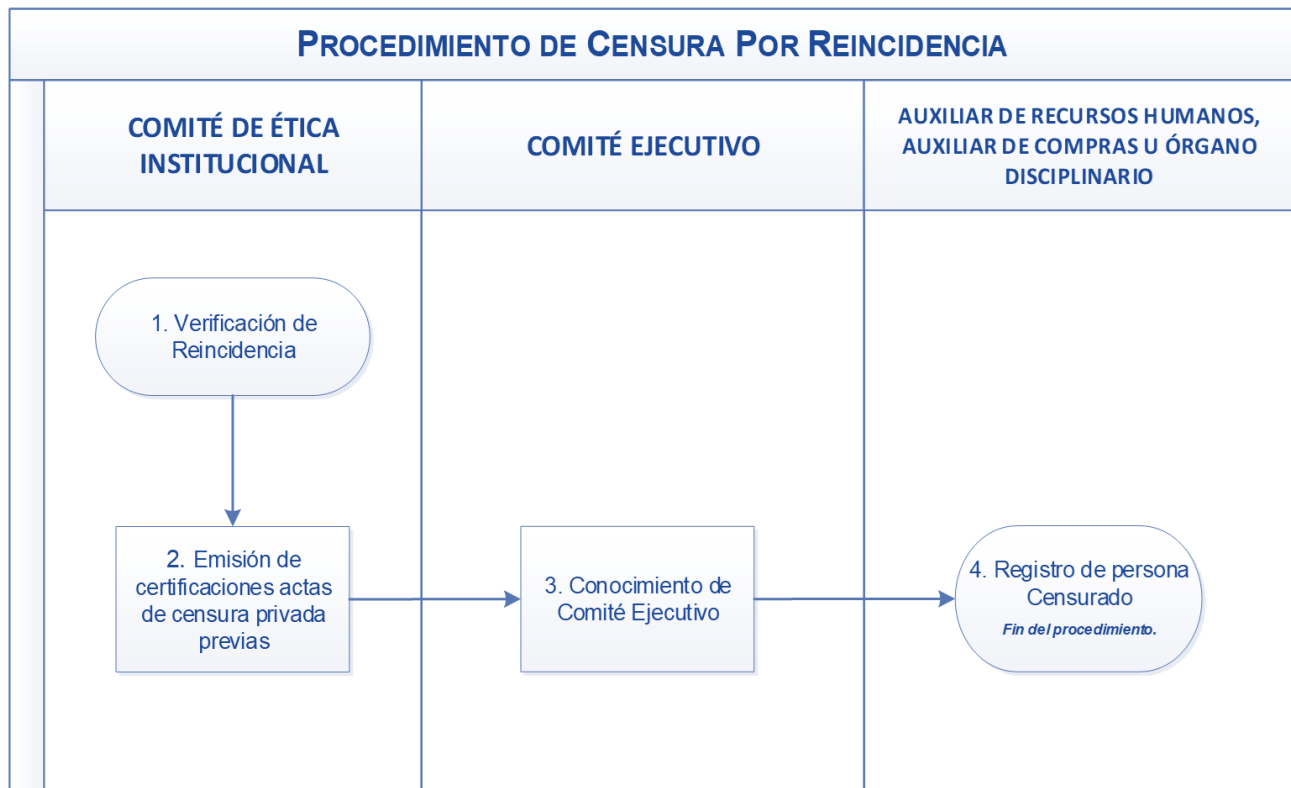 PROCEDIMIENTO DE CENSURA POR REINCIDENCIA
COMITÉ DE ÉTICA
INSTITUCIONAL
COMITÉ EJECUTIVO
AUXILIAR DE RECURSOS HUMANOS,
AUXILIAR DE COMPRAS U ÓRGANO
DISCIPLINARIO
1. Verificación de
Reincidencia
2. Emisión de
certificaciones actas
de censura privada
previas
3. Conocimiento de
Comité Ejecutivo
4. Registro de persona
Censurado
Fin del procedimiento.